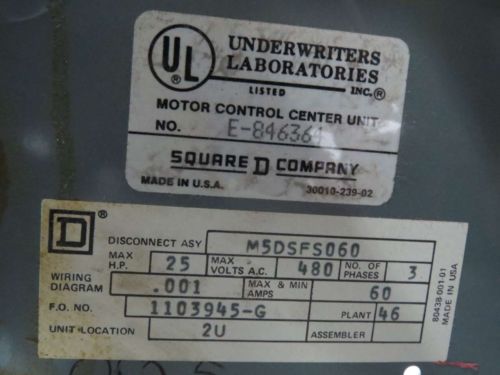 UL ®
UNDERWRITERS
LABORATORIES
INC.®
LISTED
MOTOR CONTROL CENTER UNIT
NO. E-846364
SQUARE D COMPANY
MADE IN U.S.A. 30010-239-02
D ®
DISCONNECT ASY M5DSFS060
MAX H.P. 25 MAX VOLTS A.C. 480 NO. OF PHASES 3
WIRING DIAGRAM .001 MAX & MIN AMPS 60
F.O. NO. 1103945-G PLANT 46
UNIT LOCATION 2U ASSEMBLER
80438-001-01
MADE IN USA